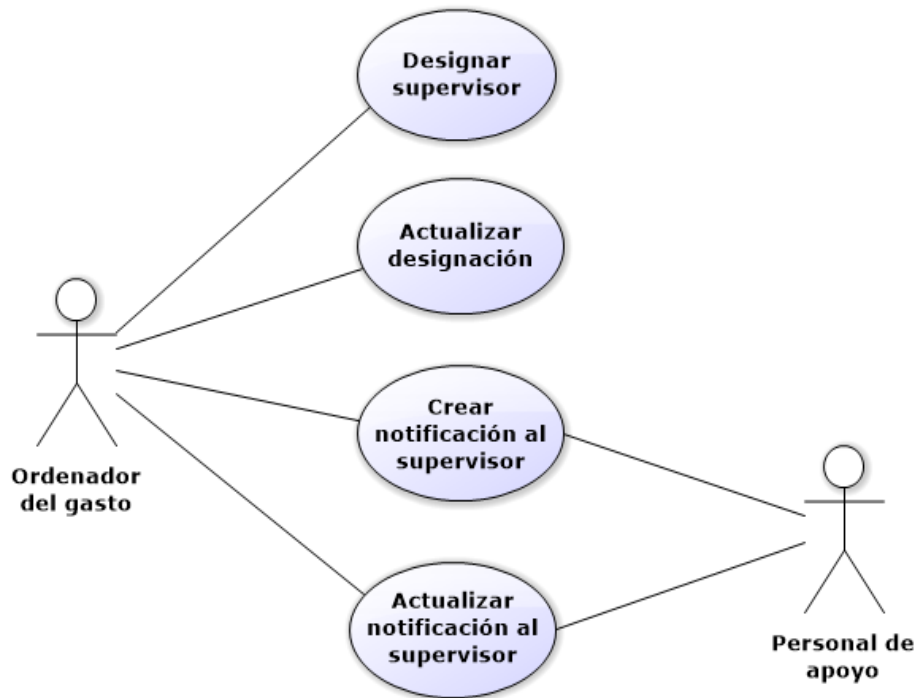 Designar
supervisor
Actualizar
designación
Crear
notificación al
supervisor
Ordenador
del gasto
Actualizar
notificación al
supervisor
Personal de
apoyo